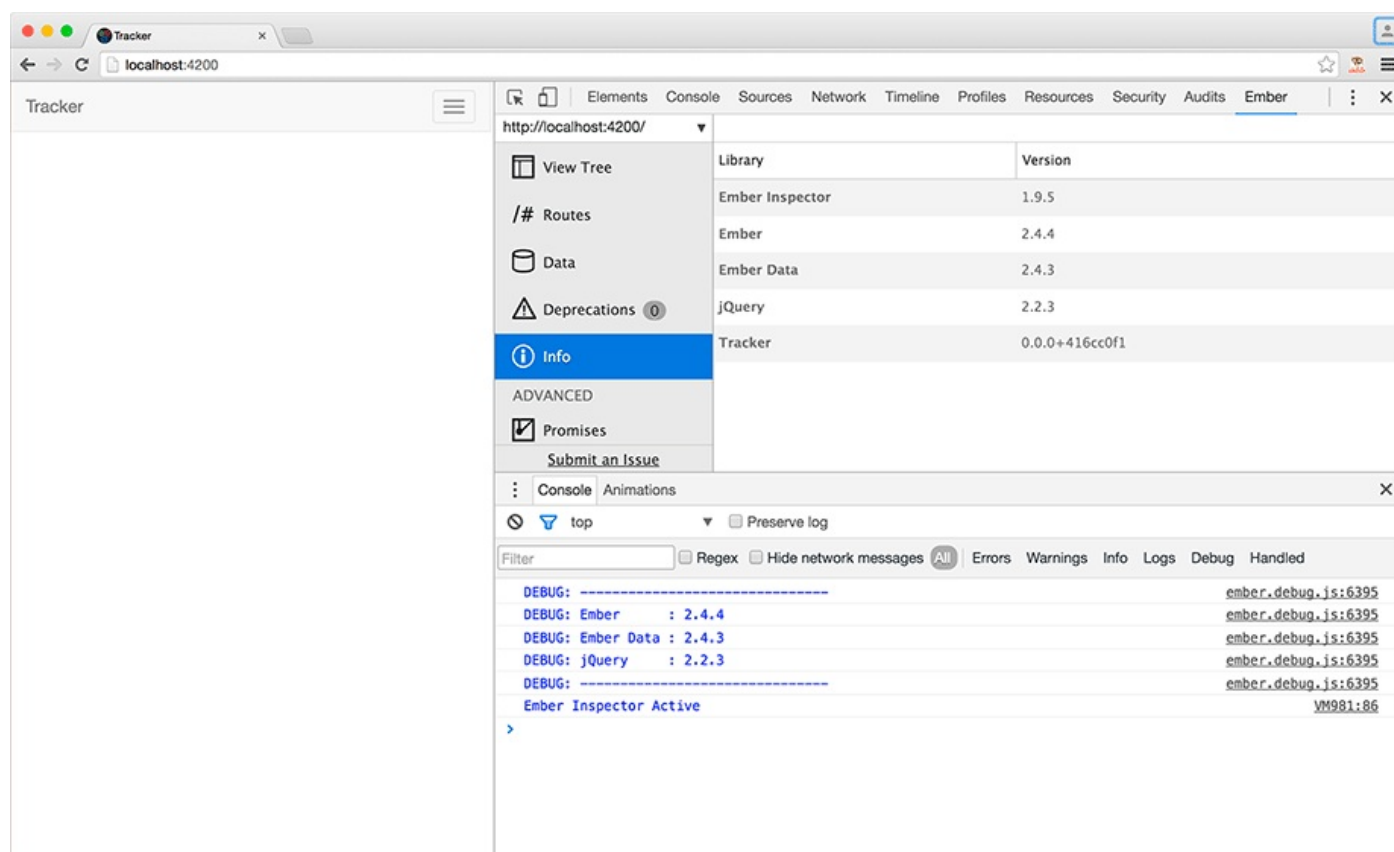 Tracker
localhost:4200
Tracker
Elements Console Sources Network Timeline Profiles Resources Security Audits Ember
http://localhost:4200/
View Tree
/# Routes
Data
Deprecations 0
Info
ADVANCED
Promises
Submit an Issue
Library Version
Ember Inspector 1.9.5
Ember 2.4.4
Ember Data 2.4.3
jQuery 2.2.3
Tracker 0.0.0+416cc0f1
Console Animations
top Preserve log
Filter Regex Hide network messages All Errors Warnings Info Logs Debug Handled
DEBUG: ------------------------------- ember.debug.js:6395
DEBUG: Ember      : 2.4.4 ember.debug.js:6395
DEBUG: Ember Data : 2.4.3 ember.debug.js:6395
DEBUG: jQuery     : 2.2.3 ember.debug.js:6395
DEBUG: ------------------------------- ember.debug.js:6395
Ember Inspector Active VM981:86